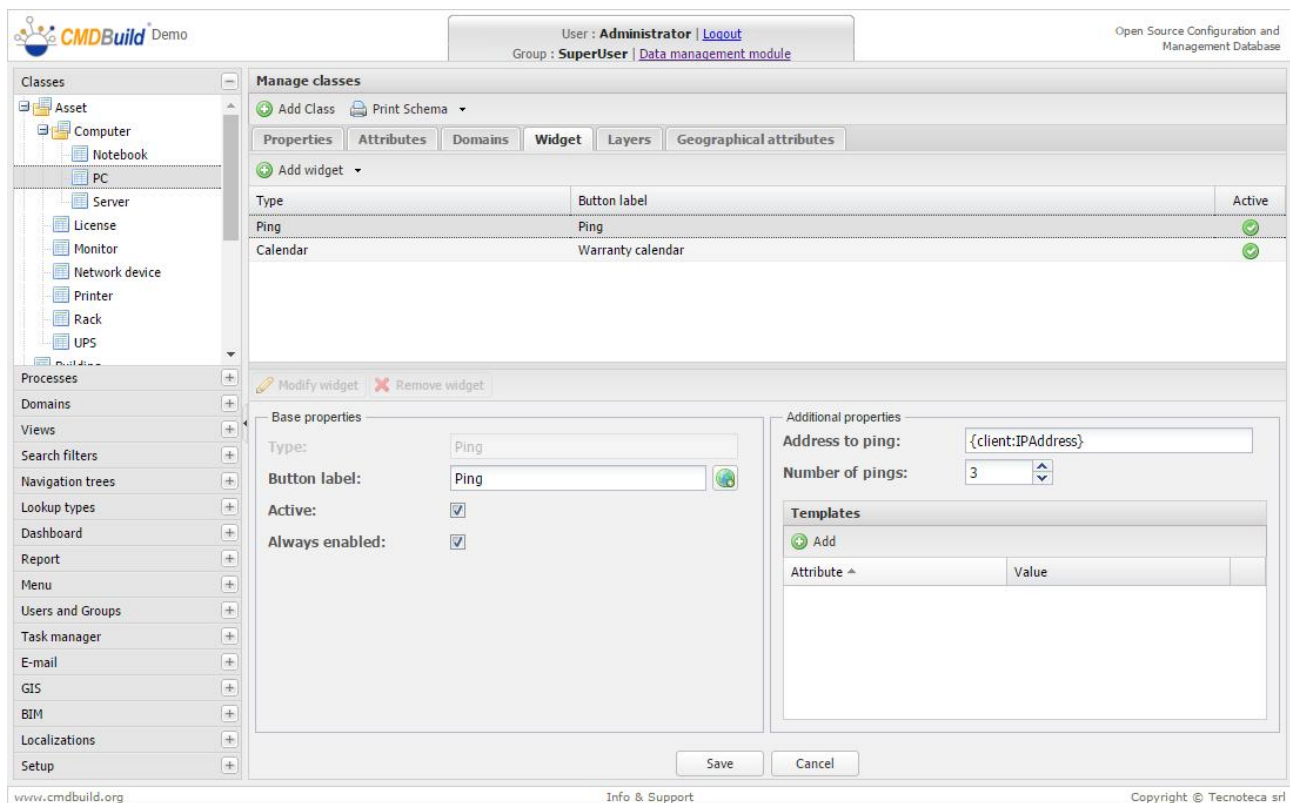 CMDBuild Demo
User : Administrator | Logout
Group : SuperUser | Data management module
Open Source Configuration and
Management Database
Classes
Asset
Computer
Notebook
PC
Server
License
Monitor
Network device
Printer
Rack
UPS
Processes
Domains
Views
Search filters
Navigation trees
Lookup types
Dashboard
Report
Menu
Users and Groups
Task manager
E-mail
GIS
BIM
Localizations
Setup
Manage classes
Add Class Print Schema
Properties Attributes Domains Widget Layers Geographical attributes
Add widget
Type Button label Active
Ping Ping
Calendar Warranty calendar
Modify widget Remove widget
Base properties
Type: Ping
Button label: Ping
Active:
Always enabled:
Additional properties
Address to ping: {client:IPAddress}
Number of pings: 3
Templates
Add
Attribute Value
Save Cancel
www.cmdbuild.org Info & Support Copyright © Tecnoteca srl